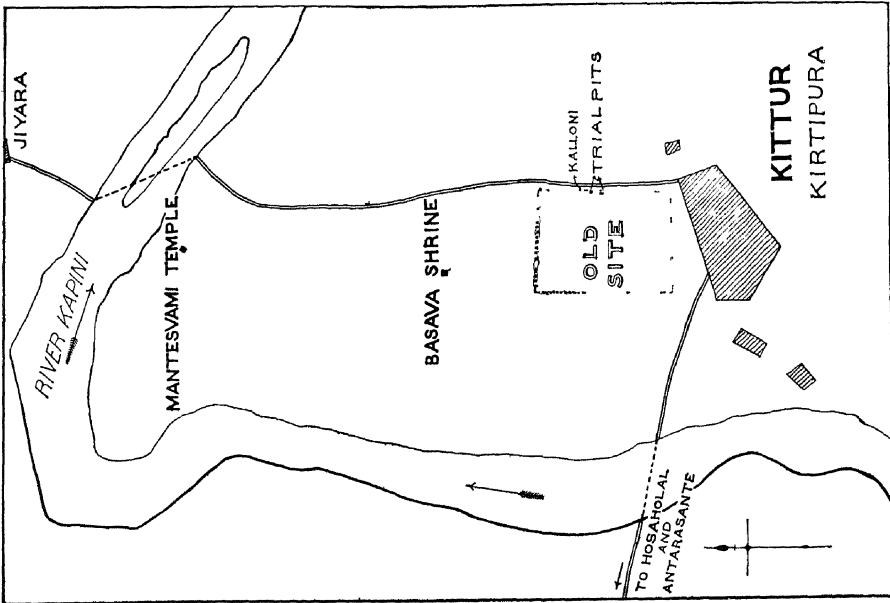 JIYARA
RIVER KAPINI
MANTESVAMI TEMPLE
BASAVA SHRINE
KALLONI
TRIAL PITS
OLD
SITE
KITTUR
KIRTIPURA
TO HOSAHOLAL
AND
ANTARASANTE